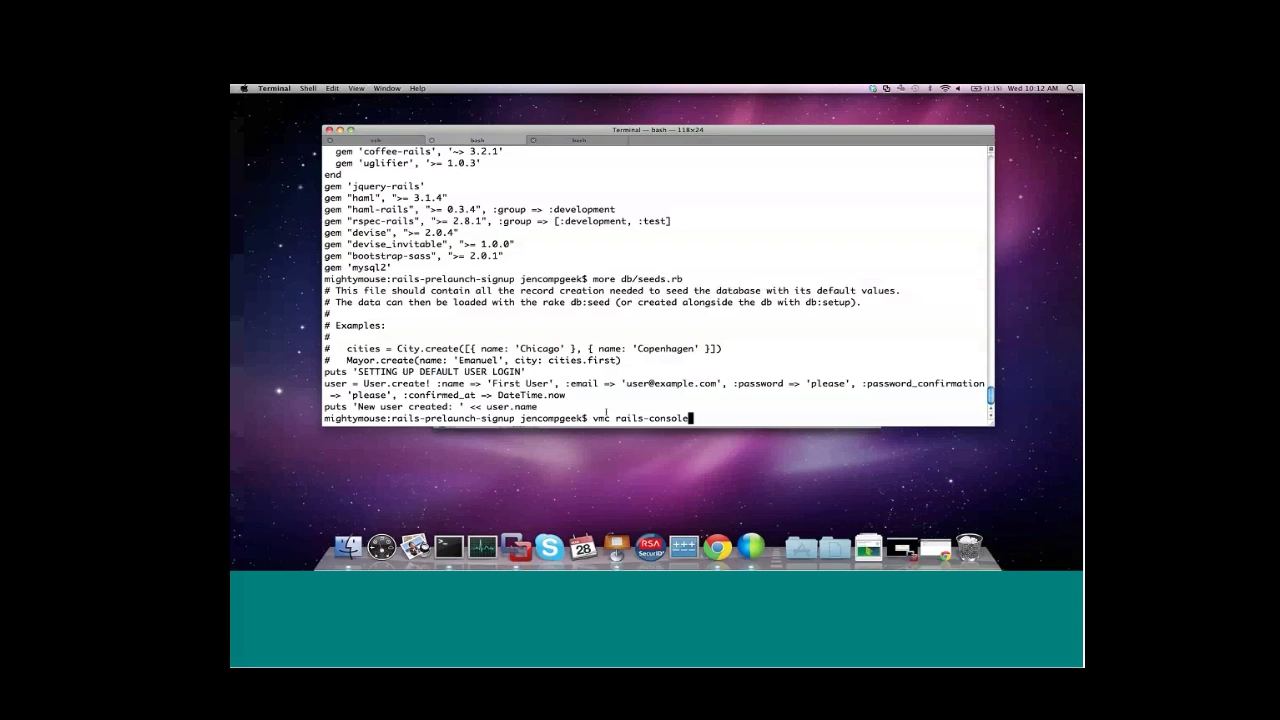 Terminal Shell Edit View Window Help
(1:15) Wed 10:12 AM
Terminal — bash — 118×24
ssh bash bash
gem 'coffee-rails', '~> 3.2.1'
gem 'uglifier', '>= 1.0.3'
end
gem 'jquery-rails'
gem "haml", ">= 3.1.4"
gem "haml-rails", ">= 0.3.4", :group => :development
gem "rspec-rails", ">= 2.8.1", :group => [:development, :test]
gem "devise", ">= 2.0.4"
gem "devise_invitable", ">= 1.0.0"
gem "bootstrap-sass", ">= 2.0.1"
gem 'mysql2'
mightymouse:rails-prelaunch-signup jencompgeek$ more db/seeds.rb
# This file should contain all the record creation needed to seed the database with its default values.
# The data can then be loaded with the rake db:seed (or created alongside the db with db:setup).
#
# Examples:
#
# cities = City.create([{ name: 'Chicago' }, { name: 'Copenhagen' }])
# Mayor.create(name: 'Emanuel', city: cities.first)
puts 'SETTING UP DEFAULT USER LOGIN'
user = User.create! :name => 'First User', :email => 'user@example.com', :password => 'please', :password_confirmation
=> 'please', :confirmed_at => DateTime.now
puts 'New user created: ' << user.name
mightymouse:rails-prelaunch-signup jencompgeek$ vmc rails-console
28
RSA
SecurID